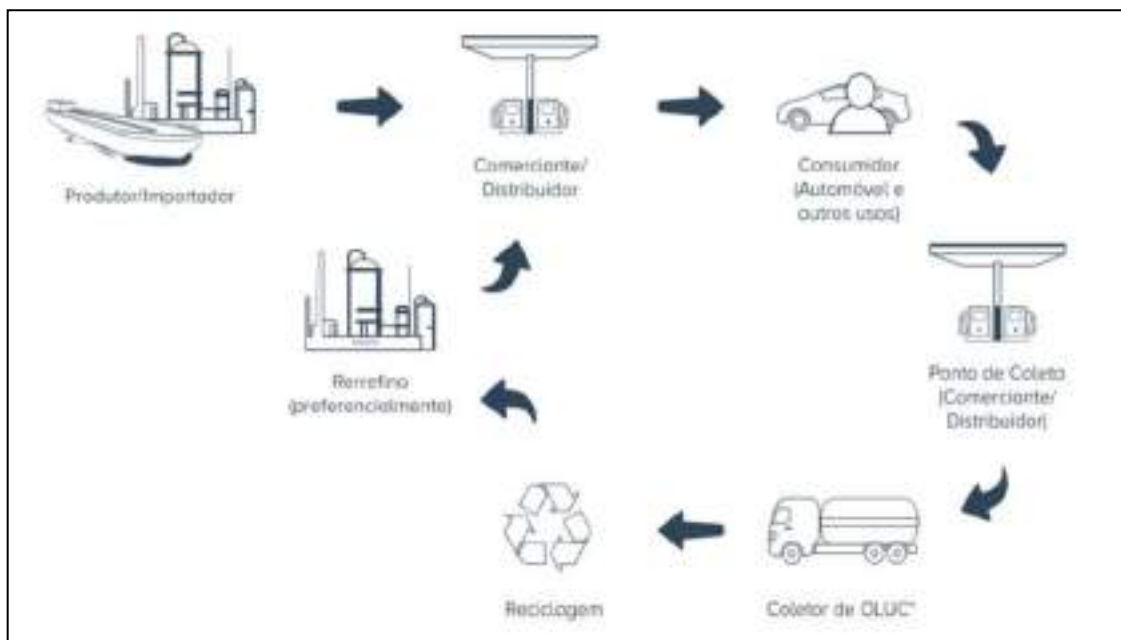 Produtor/Importador
Comerciante/
Distribuidor
Consumidor
(Automóvel e
outros usos)
Ponto de Coleta
(Comerciante/
Distribuidor)
Coletor de OLUC*
Reciclagem
Rerrefino
(preferencialmente)